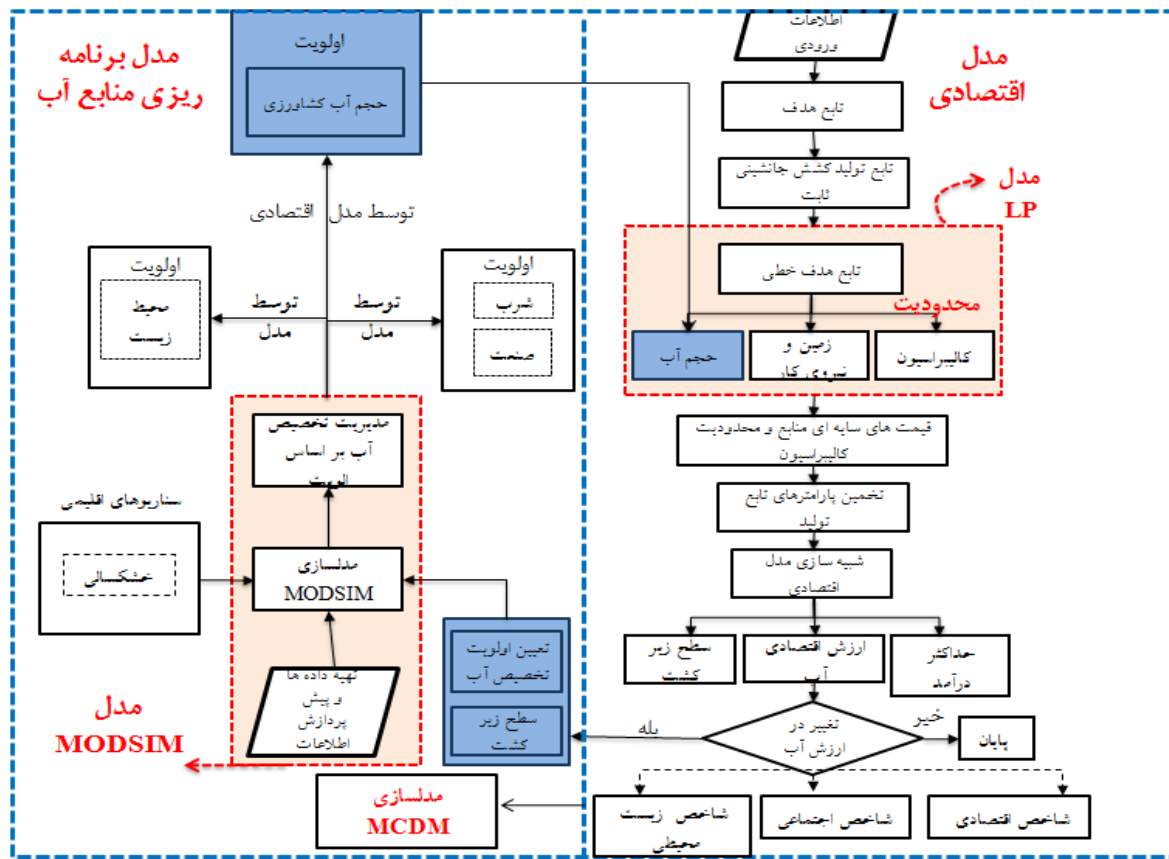 مدل
اقتصادی
اطلاعات
ورودی
تابع هدف
تابع تولید کشش جانشینی
ثابت
مدل
LP
تابع هدف خطی
محدودیت
کالیبراسیون
زمین و
نیروی کار
حجم آب
قیمت های سایه ای منابع و محدودیت
کالیبراسیون
تخمین پارامترهای تابع
تولید
شبیه سازی مدل
اقتصادی
حداکثر
درآمد
ارزش اقتصادی
آب
سطح زیر
کشت
تغییر در
ارزش آب
خیر
پایان
بله
شاخص اقتصادی
شاخص اجتماعی
شاخص زیست
محیطی
مدل برنامه
ریزی منابع آب
اولویت
حجم آب کشاورزی
توسط مدل اقتصادی
اولویت
شرب
صنعت
توسط
مدل
توسط
مدل
اولویت
محیط
زیست
مدیریت تخصیص
آب بر اساس
الویت
سناریوهای اقلیمی
خشکسالی
مدلسازی
MODSIM
تعیین اولویت
تخصیص آب
سطح زیر
کشت
تهیه داده ها
و پیش
پردازش
اطلاعات
مدل
MODSIM
مدلسازی
MCDM